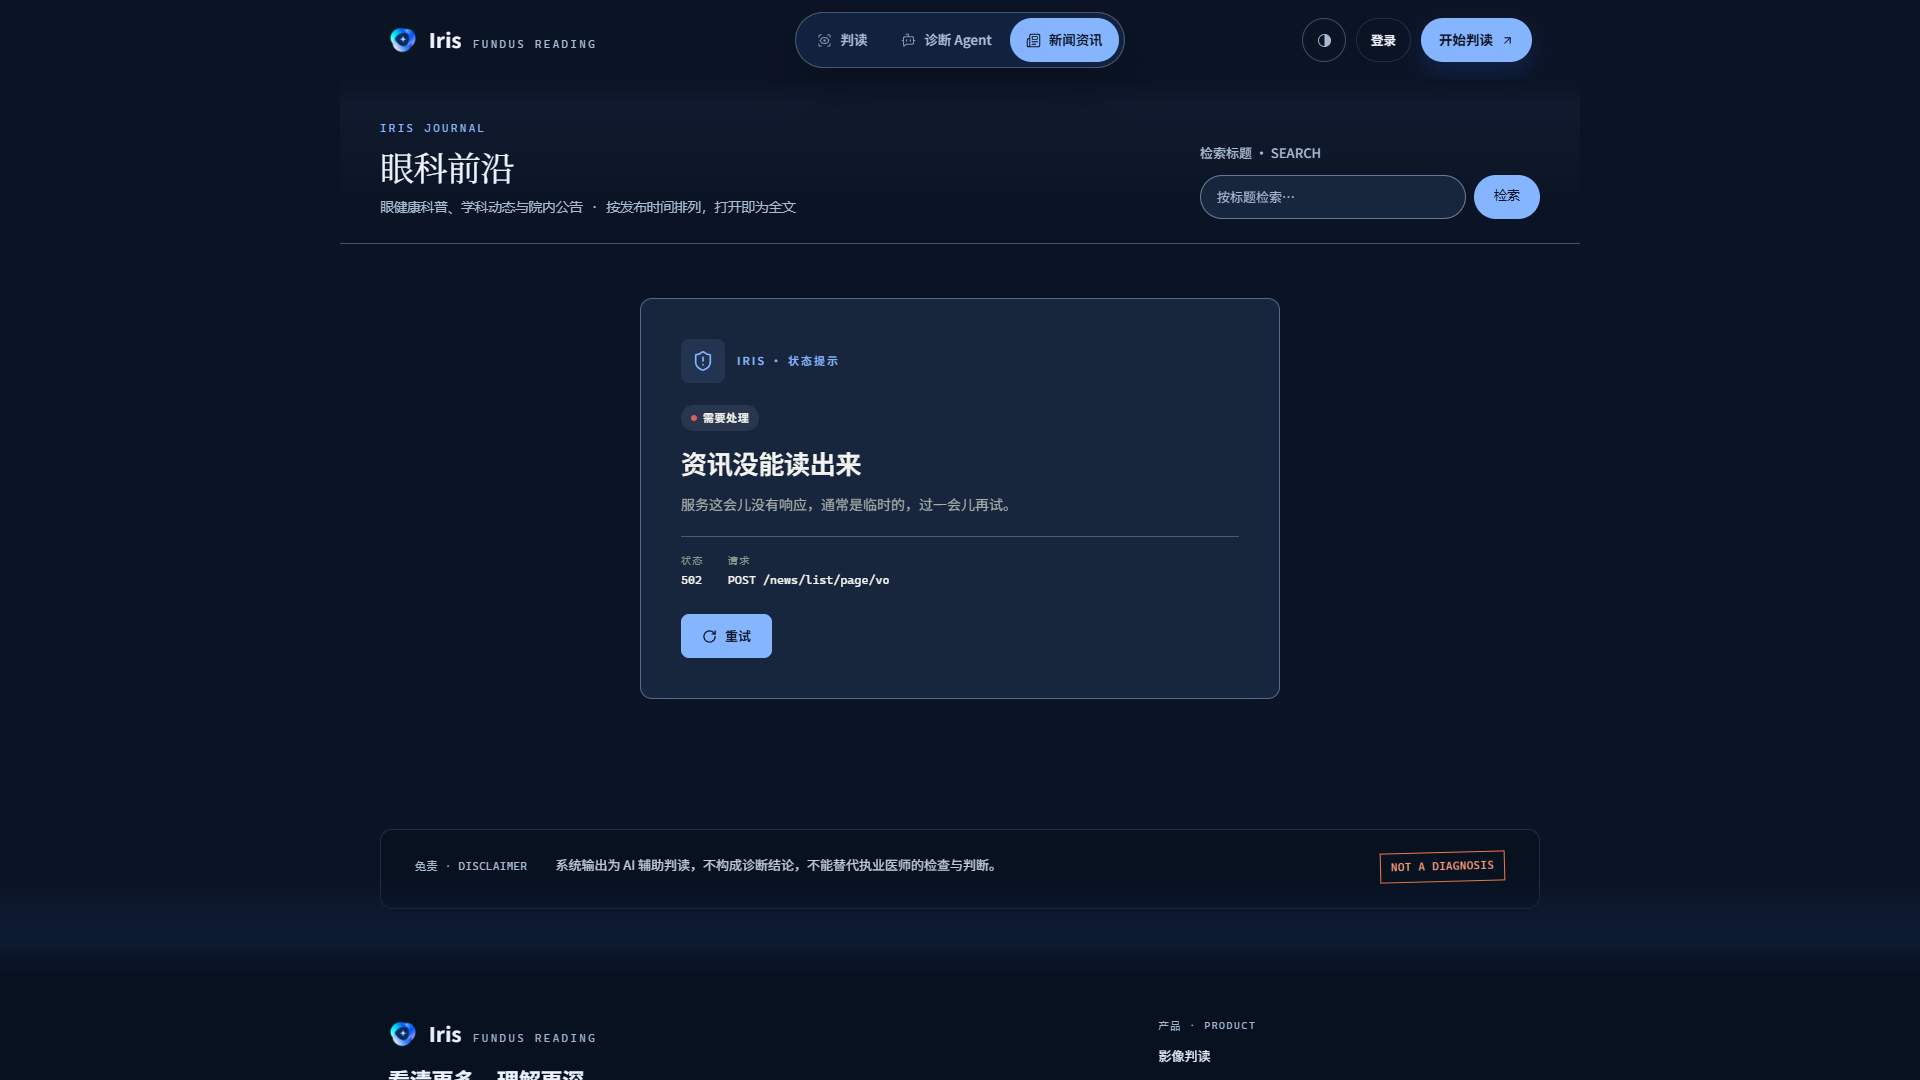 Iris FUNDUS READING
判读
诊断 Agent
新闻资讯
登录
开始判读
IRIS JOURNAL
眼科前沿
眼健康科普、学科动态与院内公告 · 按发布时间排列，打开即为全文
检索标题 · SEARCH
按标题检索…
检索
IRIS · 状态提示
需要处理
资讯没能读出来
服务这会儿没有响应，通常是临时的，过一会儿再试。
状态 请求
502 POST /news/list/page/vo
重试
免责 · DISCLAIMER
系统输出为 AI 辅助判读，不构成诊断结论，不能替代执业医师的检查与判断。
NOT A DIAGNOSIS
Iris FUNDUS READING
看清更多，理解更深
产品 · PRODUCT
影像判读